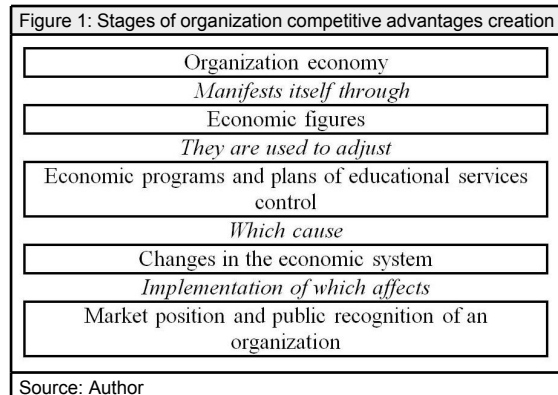 Figure 1: Stages of organization competitive advantages creation
Organization economy
Manifests itself through
Economic figures
They are used to adjust
Economic programs and plans of educational services
control
Which cause
Changes in the economic system
Implementation of which affects
Market position and public recognition of an
organization
Source: Author